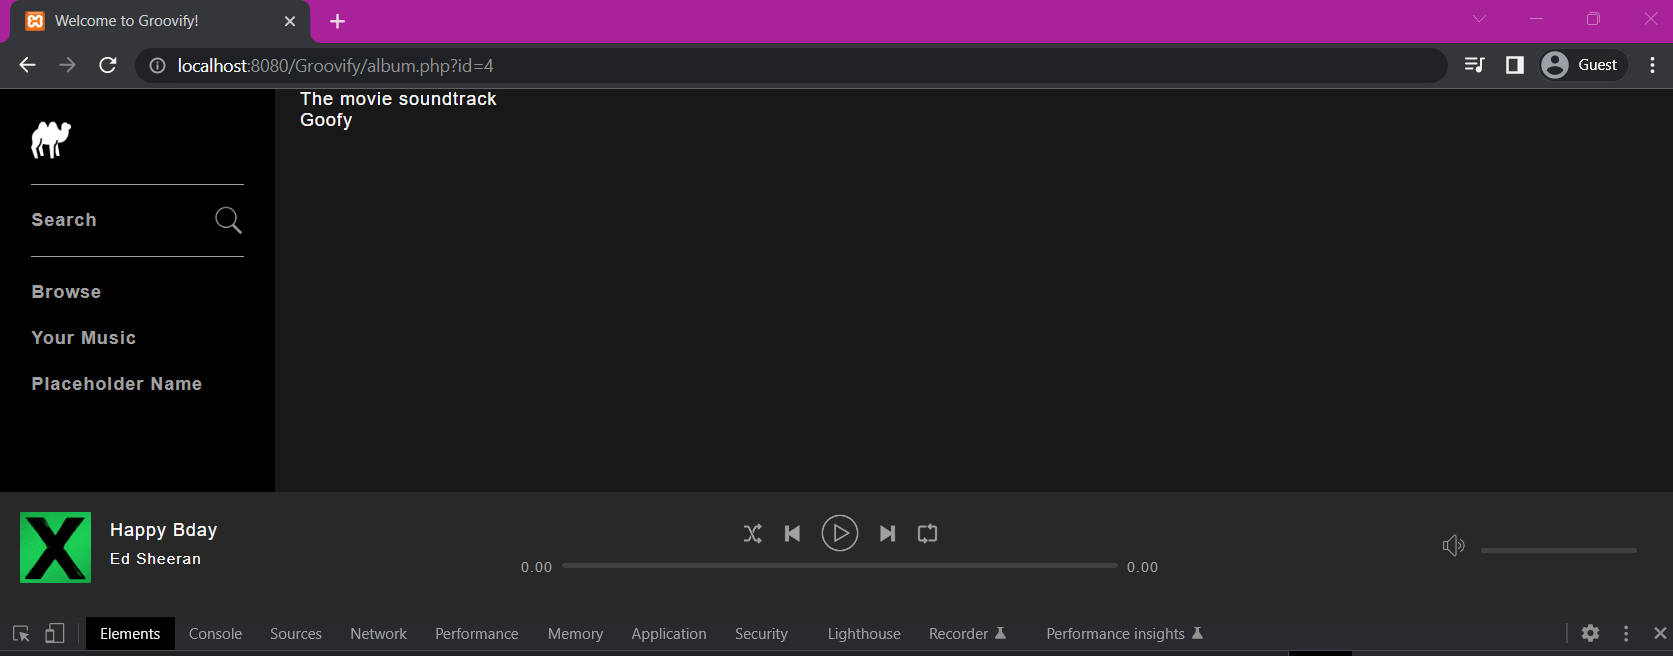 Welcome to Groovify!
localhost:8080/Groovify/album.php?id=4
Guest
The movie soundtrack
Goofy
Search
Browse
Your Music
Placeholder Name
Happy Bday
Ed Sheeran
0.00
0.00
Elements Console Sources Network Performance Memory Application Security Lighthouse Recorder Performance insights